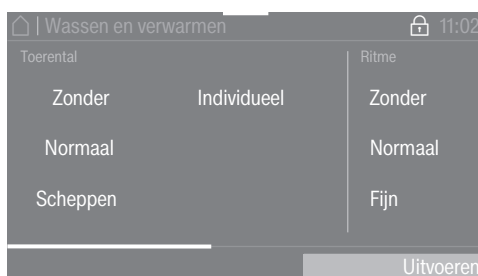 | Wassen en verwarmen 11:02
Toerental
Zonder Individueel
Normaal
Scheppen
Ritme
Zonder
Normaal
Fijn
Uitvoeren